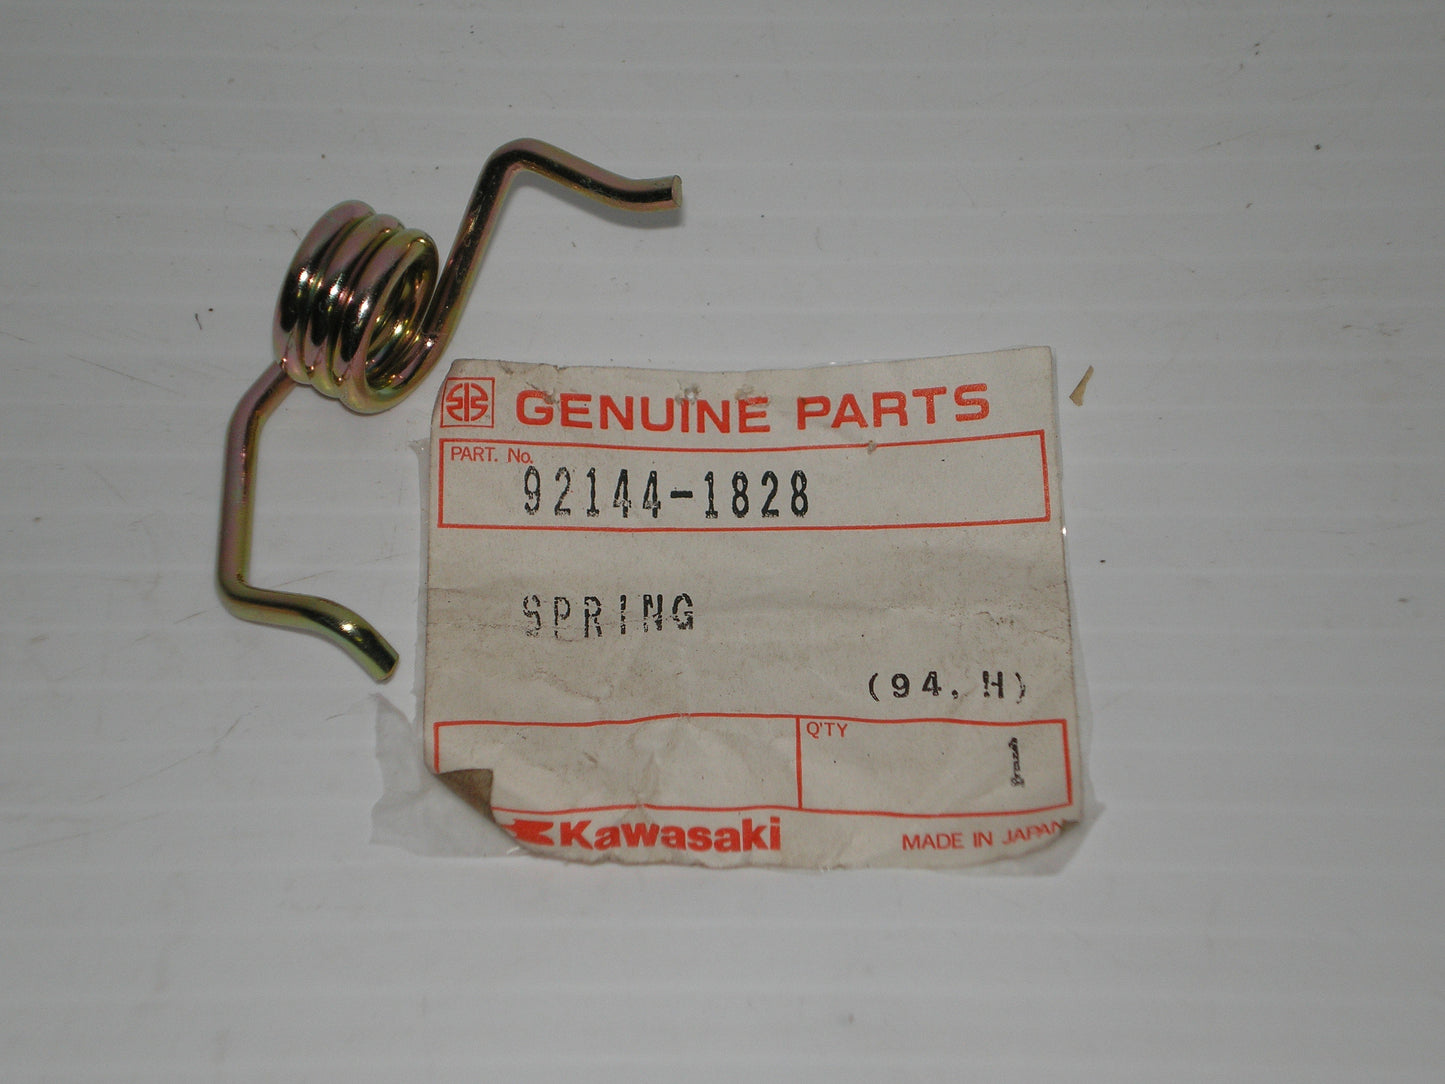 GENUINE PARTS
PART. No.
92144-1828
SPRING
(94. H)
Q'TY
1
Kawasaki
MADE IN JAPAN